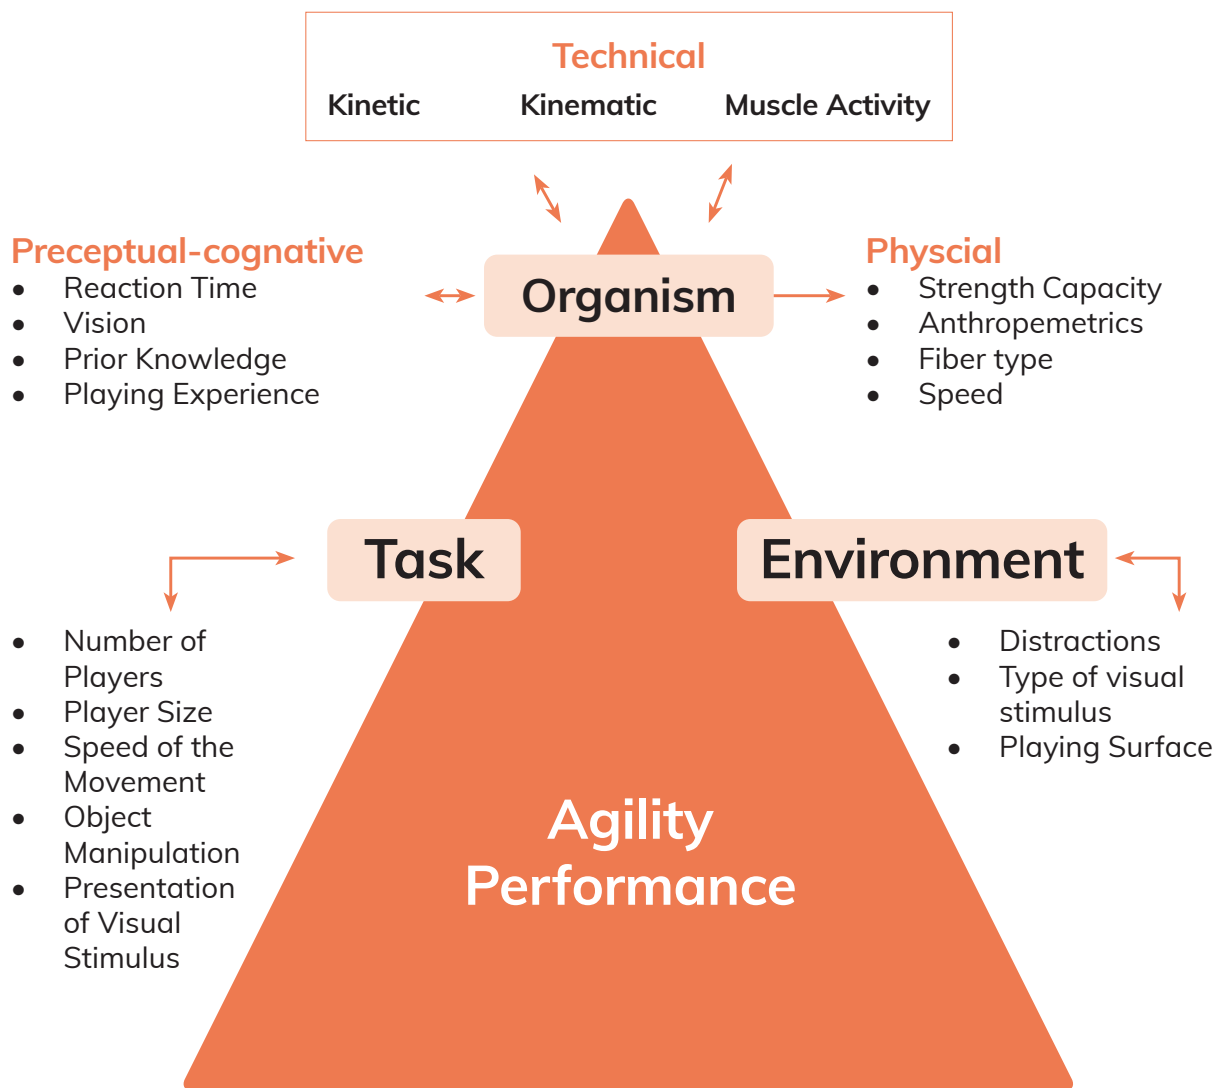 Technical
Kinetic Kinematic Muscle Activity
Preceptual-cognative
• Reaction Time
• Vision
• Prior Knowledge
• Playing Experience
Organism
Physcial
• Strength Capacity
• Anthropemetrics
• Fiber type
• Speed
Task
• Number of
Players
• Player Size
• Speed of the
Movement
• Object
Manipulation
• Presentation
of Visual
Stimulus
Environment
• Distractions
• Type of visual
stimulus
• Playing Surface
Agility
Performance